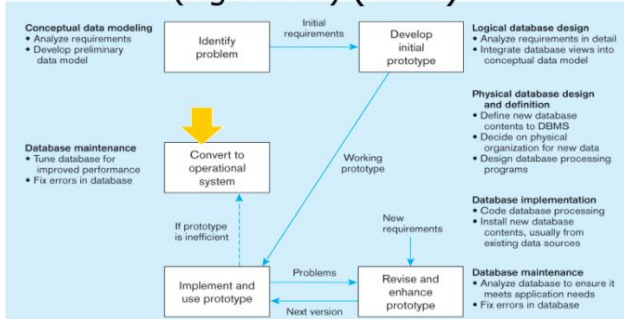 Conceptual data modeling
• Analyze requirements
• Develop preliminary
data model
Identify
problem
Initial
requirements
Develop
initial
prototype
Logical database design
• Analyze requirements in detail
• Integrate database views into
conceptual data model
Physical database design
and definition
• Define new database
contents to DBMS
• Decide on physical
organization for new data
• Design database processing
programs
Database maintenance
• Tune database for
improved performance
• Fix errors in database
Convert to
operational
system
Working
prototype
If prototype
is inefficient
New
requirements
Database implementation
• Code database processing
• Install new database
contents, usually from
existing data sources
Implement and
use prototype
Problems
Next version
Revise and
enhance
prototype
Database maintenance
• Analyze database to ensure it
meets application needs
• Fix errors in database